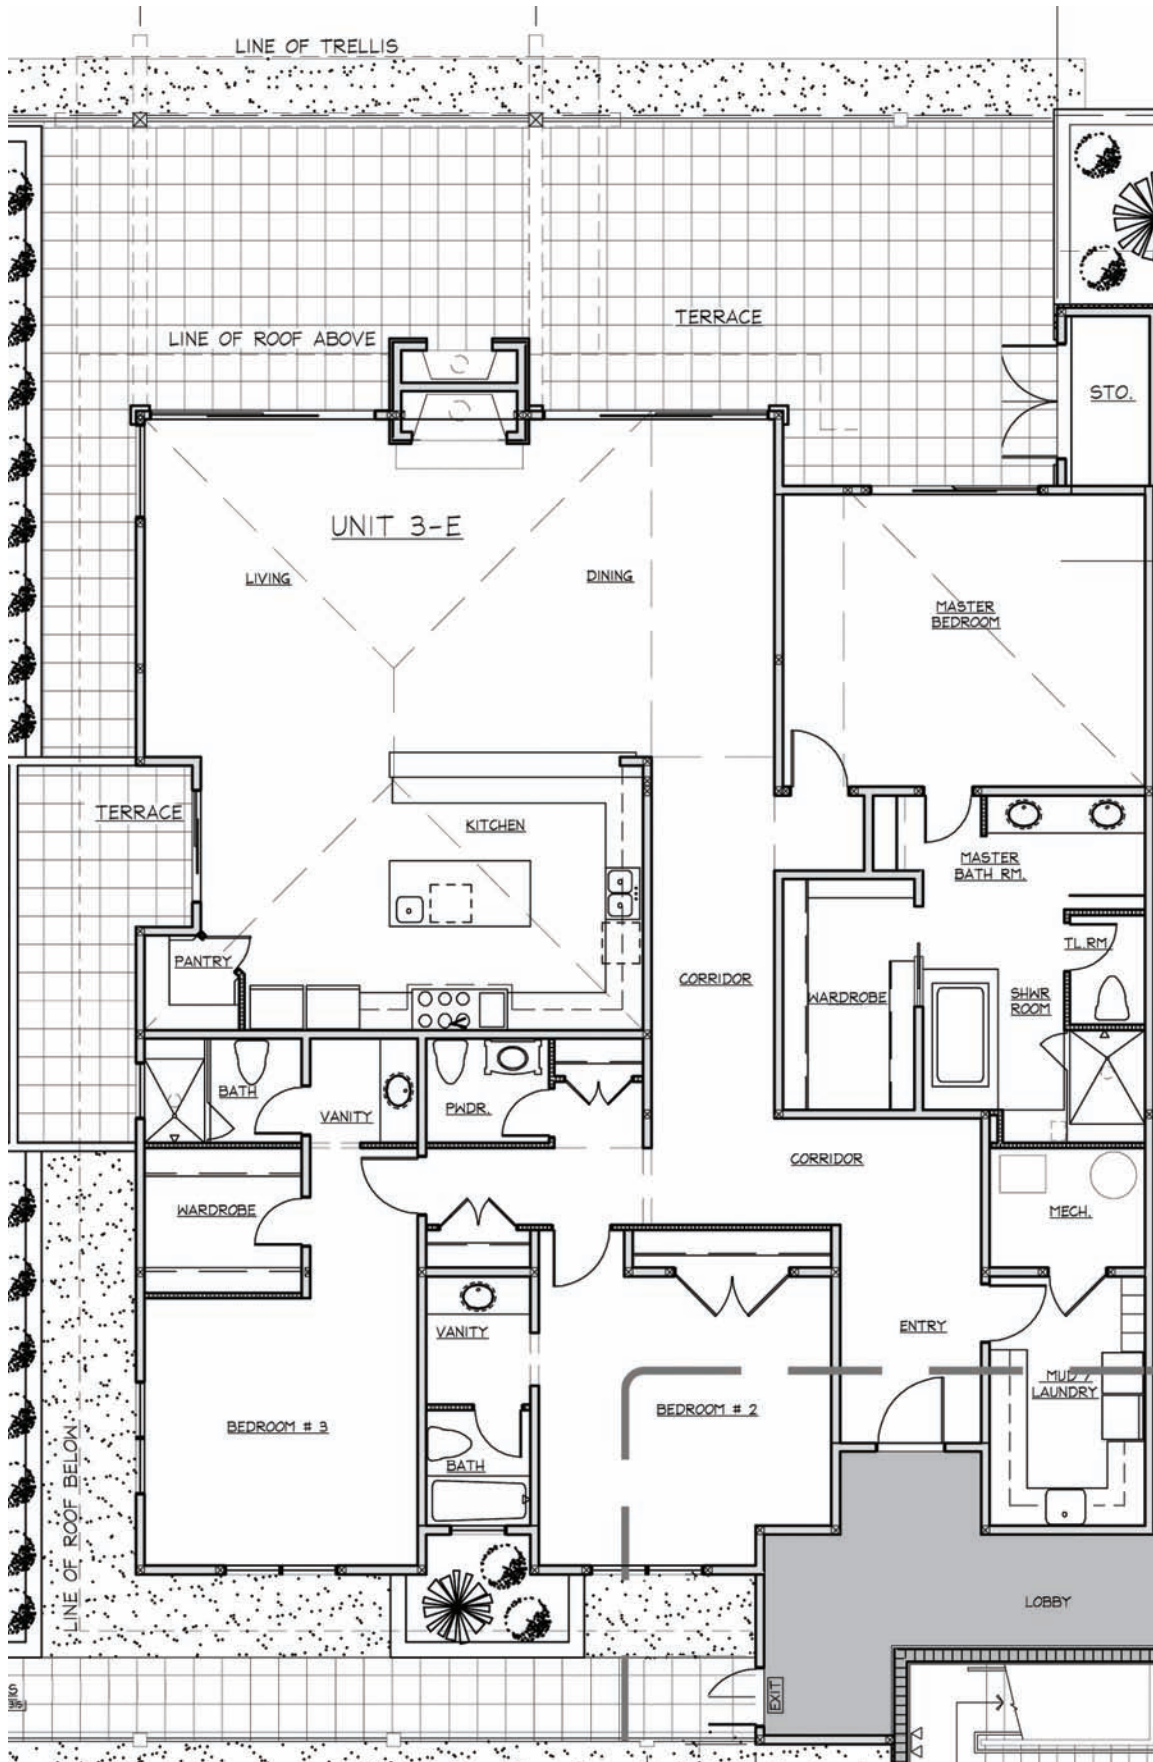 LINE OF TRELLIS
TERRACE
LINE OF ROOF ABOVE
STO.
UNIT 3-E
LIVING
DINING
MASTER
BEDROOM
TERRACE
KITCHEN
MASTER
BATH RM.
PANTRY
TL.RM.
CORRIDOR
WARDROBE
SHWR
ROOM
BATH
VANITY
PWDR.
CORRIDOR
WARDROBE
MECH.
VANITY
ENTRY
MUD /
LAUNDRY
BEDROOM # 3
BEDROOM # 2
BATH
LINE OF ROOF BELOW
LOBBY
EXIT